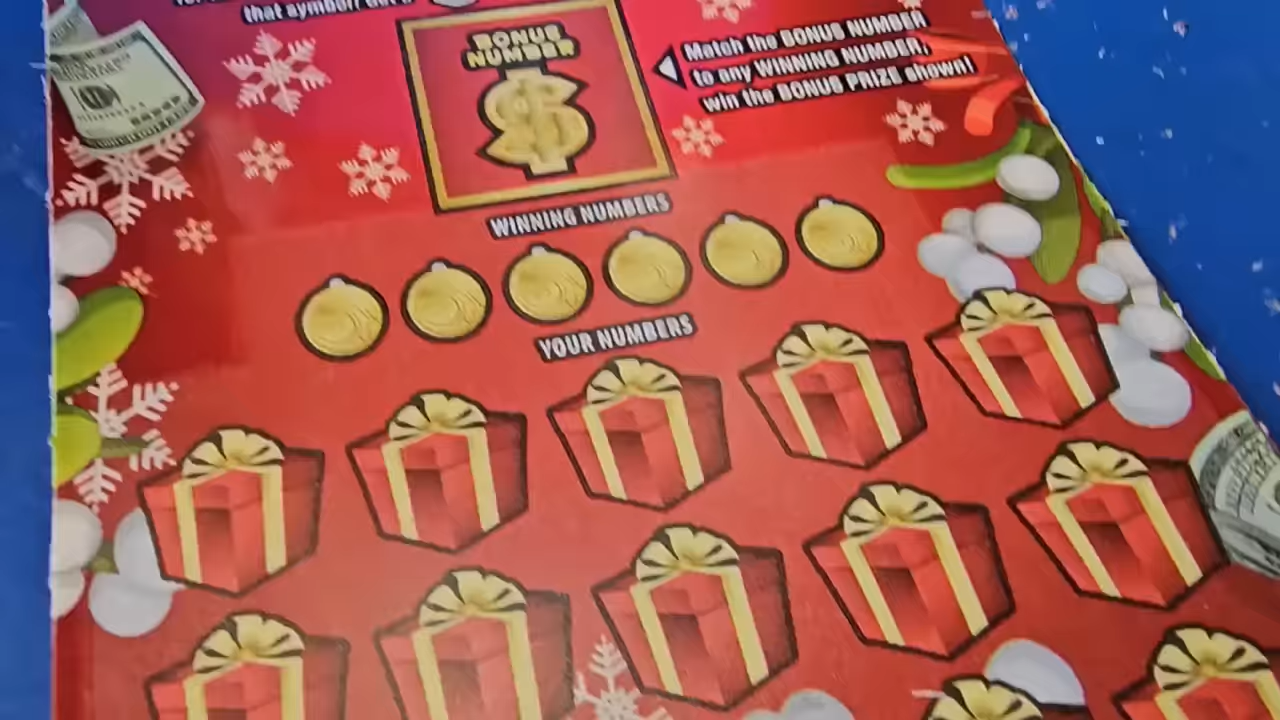 that symbol! Get a
BONUS
NUMBER
$
Match the BONUS NUMBER
to any WINNING NUMBER,
win the BONUS PRIZE shown!
WINNING NUMBERS
YOUR NUMBERS